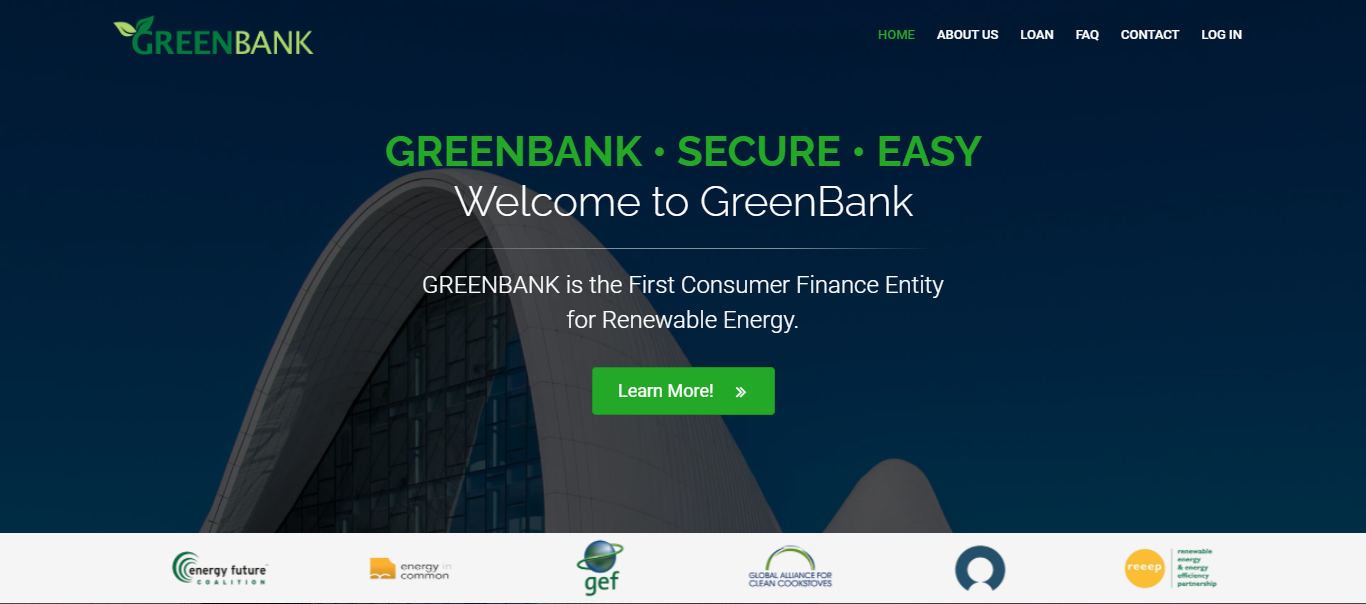 GREENBANK
HOME ABOUT US LOAN FAQ CONTACT LOG IN
GREENBANK • SECURE • EASY
Welcome to GreenBank
GREENBANK is the First Consumer Finance Entity
for Renewable Energy.
Learn More! »
energy future
COALITION
energy in
common
gef
GLOBAL ALLIANCE FOR
CLEAN COOKSTOVES
reeep
renewable
energy
& energy
efficiency
partnership